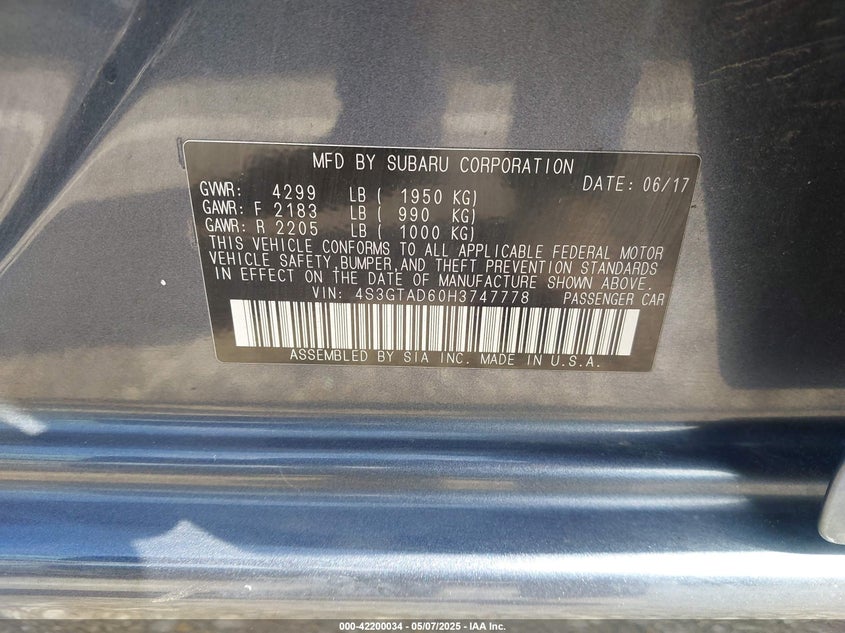 MFD BY SUBARU CORPORATION
DATE: 06/17
GVWR: 4299 LB ( 1950 KG)
GAWR: F 2183 LB ( 990 KG)
GAWR: R 2205 LB ( 1000 KG)
THIS VEHICLE CONFORMS TO ALL APPLICABLE FEDERAL MOTOR
VEHICLE SAFETY, BUMPER, AND THEFT PREVENTION STANDARDS
IN EFFECT ON THE DATE OF MANUFACTURE SHOWN ABOVE.
VIN: 4S3GTAD60H3747778 PASSENGER CAR
ASSEMBLED BY SIA INC. MADE IN U.S.A.
000-42200034 - 05/07/2025 - IAA Inc.